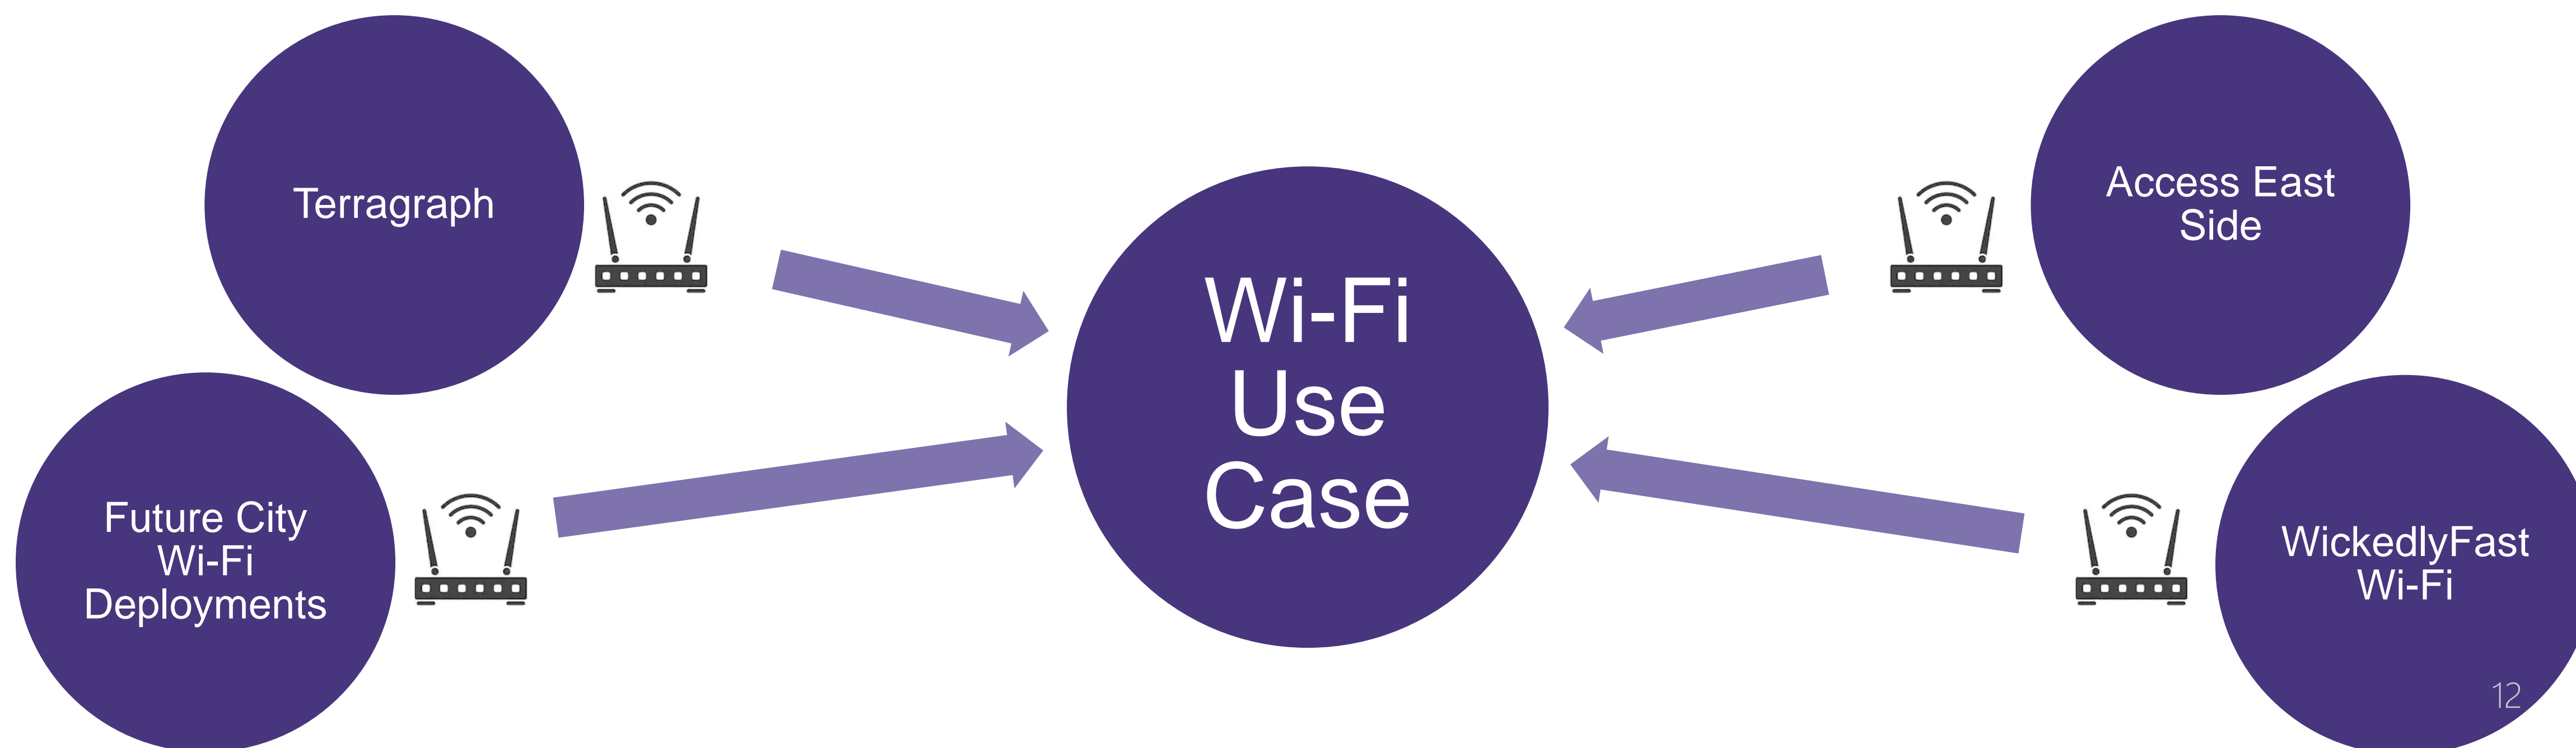 Terragraph
Future City
Wi-Fi
Deployments
Wi-Fi
Use
Case
Access East
Side
WickedlyFast
Wi-Fi
12